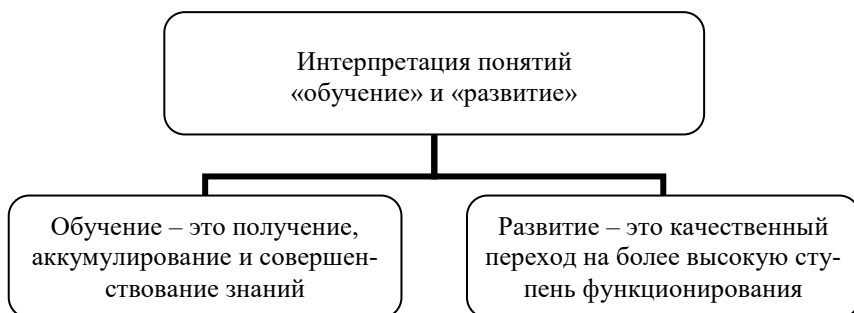 Интерпретация понятий
«обучение» и «развитие»
Обучение – это получение,
аккумулирование и совершен-
ствование знаний
Развитие – это качественный
переход на более высокую сту-
пень функционирования